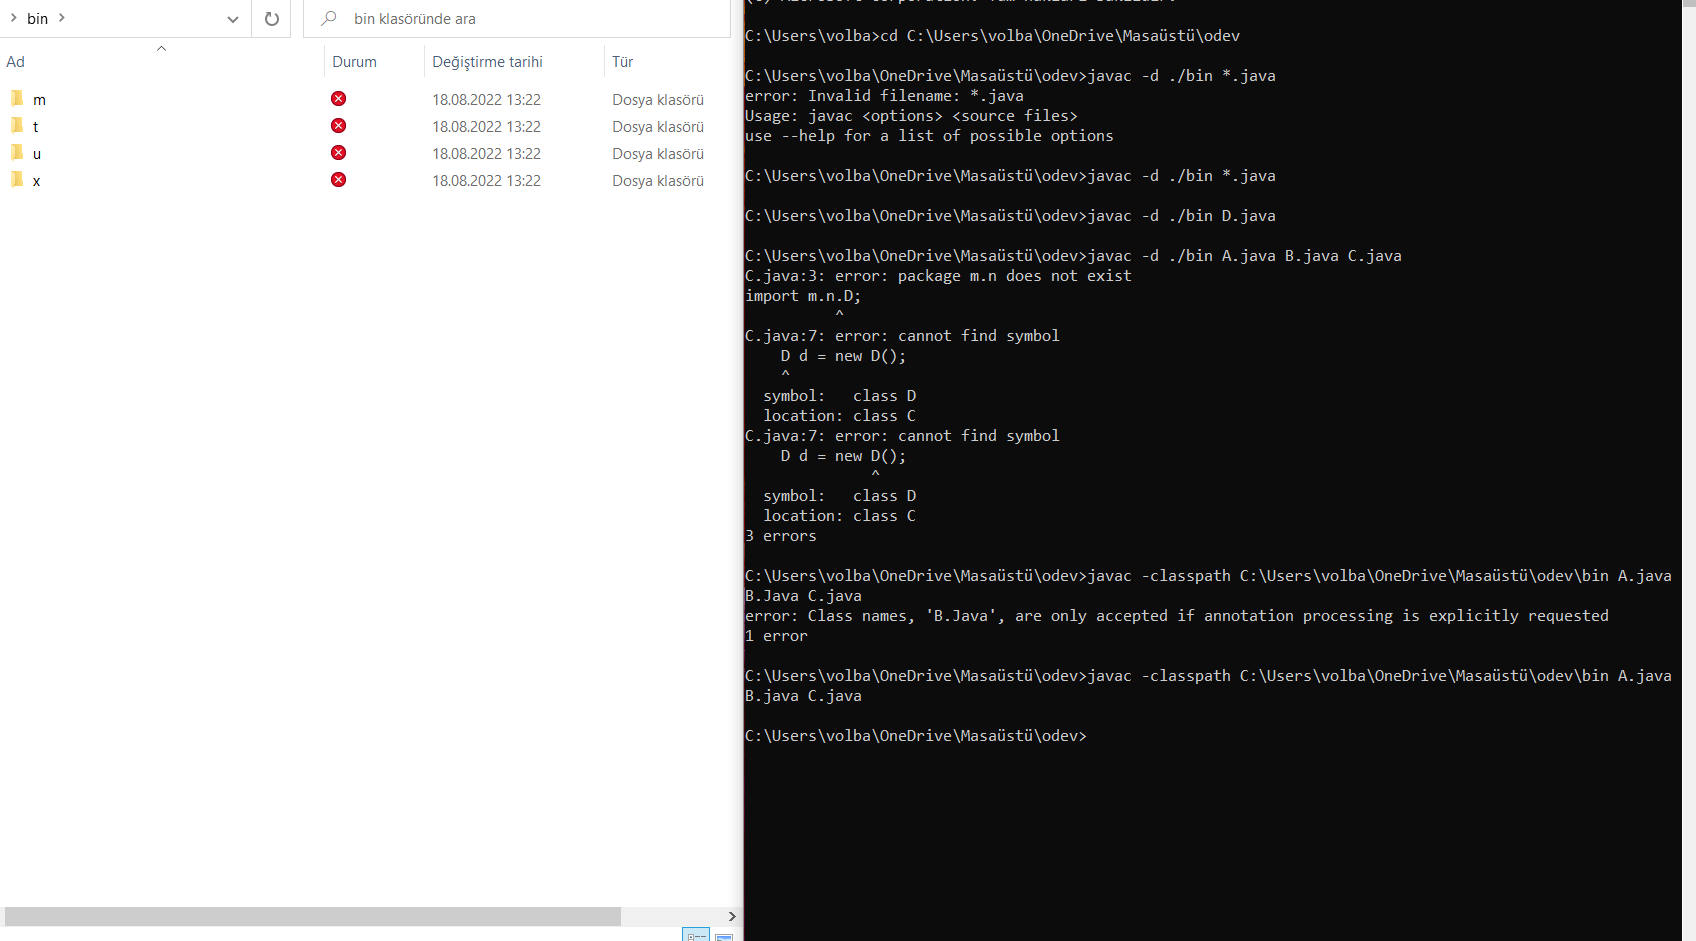 bin
bin klasöründe ara
Ad Durum Değiştirme tarihi Tür
m 18.08.2022 13:22 Dosya klasörü
t 18.08.2022 13:22 Dosya klasörü
u 18.08.2022 13:22 Dosya klasörü
x 18.08.2022 13:22 Dosya klasörü
C:\Users\volba>cd C:\Users\volba\OneDrive\Masaüstü\odev
C:\Users\volba\OneDrive\Masaüstü\odev>javac -d ./bin *.java
error: Invalid filename: *.java
Usage: javac <options> <source files>
use --help for a list of possible options
C:\Users\volba\OneDrive\Masaüstü\odev>javac -d ./bin *.java
C:\Users\volba\OneDrive\Masaüstü\odev>javac -d ./bin D.java
C:\Users\volba\OneDrive\Masaüstü\odev>javac -d ./bin A.java B.java C.java
C.java:3: error: package m.n does not exist
import m.n.D;
^
C.java:7: error: cannot find symbol
D d = new D();
^
symbol:   class D
location: class C
C.java:7: error: cannot find symbol
D d = new D();
^
symbol:   class D
location: class C
3 errors
C:\Users\volba\OneDrive\Masaüstü\odev>javac -classpath C:\Users\volba\OneDrive\Masaüstü\odev\bin A.java
B.Java C.java
error: Class names, 'B.Java', are only accepted if annotation processing is explicitly requested
1 error
C:\Users\volba\OneDrive\Masaüstü\odev>javac -classpath C:\Users\volba\OneDrive\Masaüstü\odev\bin A.java
B.java C.java
C:\Users\volba\OneDrive\Masaüstü\odev>